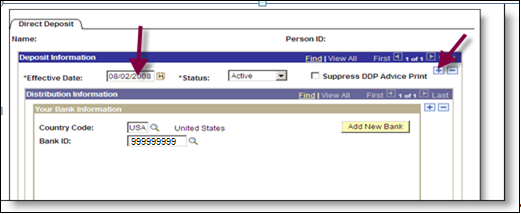 Direct Deposit
Name: Person ID:
Deposit Information Find | View All First 1 of 1 Last
*Effective Date: 08/02/2008 *Status: Active Suppress DDP Advice Print
Distribution Information Find | View All First 1 of 1 Last
Your Bank Information
Country Code: USA United States Add New Bank
Bank ID: 999999999